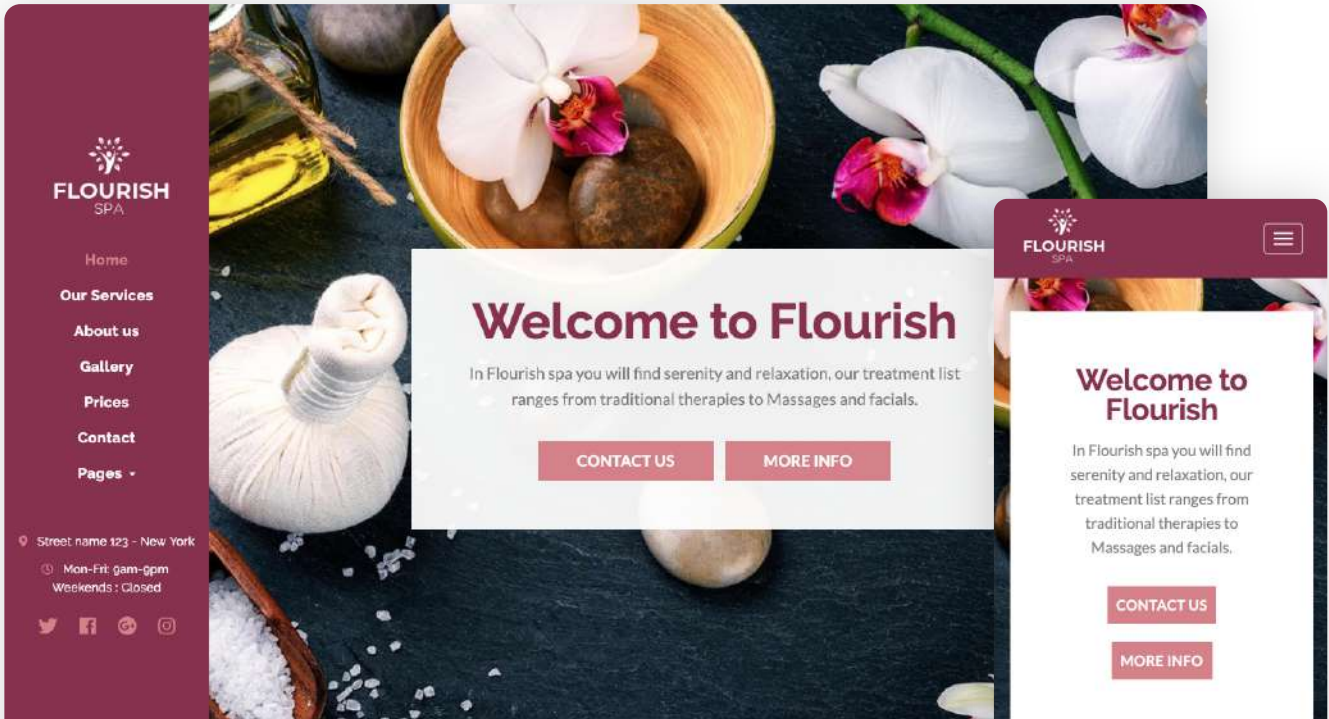 FLOURISH
SPA
Home
Our Services
About us
Gallery
Prices
Contact
Pages
Street name 123 - New York
Mon-Fri: 9am-9pm
Weekends : Closed
Welcome to Flourish
In Flourish spa you will find serenity and relaxation, our treatment list
ranges from traditional therapies to Massages and facials.
CONTACT US
MORE INFO
FLOURISH
SPA
Welcome to
Flourish
In Flourish spa you will find
serenity and relaxation, our
treatment list ranges from
traditional therapies to
Massages and facials.
CONTACT US
MORE INFO